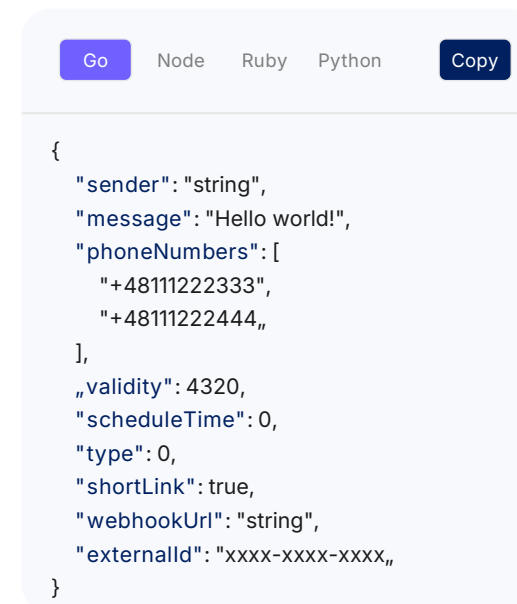 Go Node Ruby Python Copy
{
"sender": "string",
"message": "Hello world!",
"phoneNumbers": [
"+48111222333",
"+48111222444„
],
„validity": 4320,
"scheduleTime": 0,
"type": 0,
"shortLink": true,
"webhookUrl": "string",
"externalId": "xxxx-xxxx-xxxx„
}